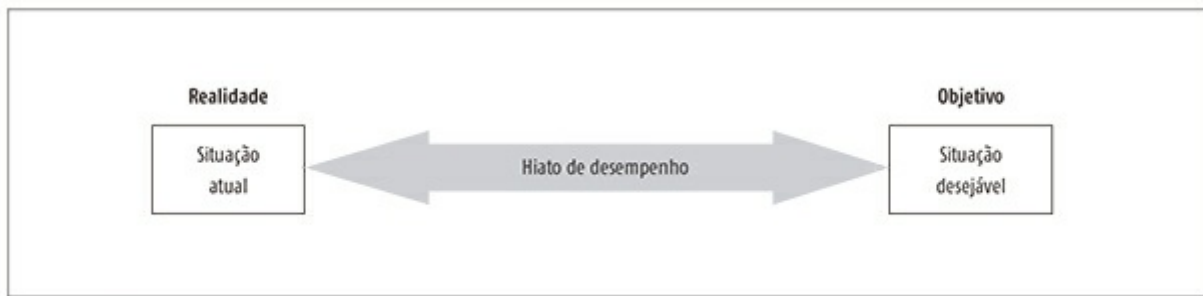 Realidade
Objetivo
Situação
atual
Hiato de desempenho
Situação
desejável